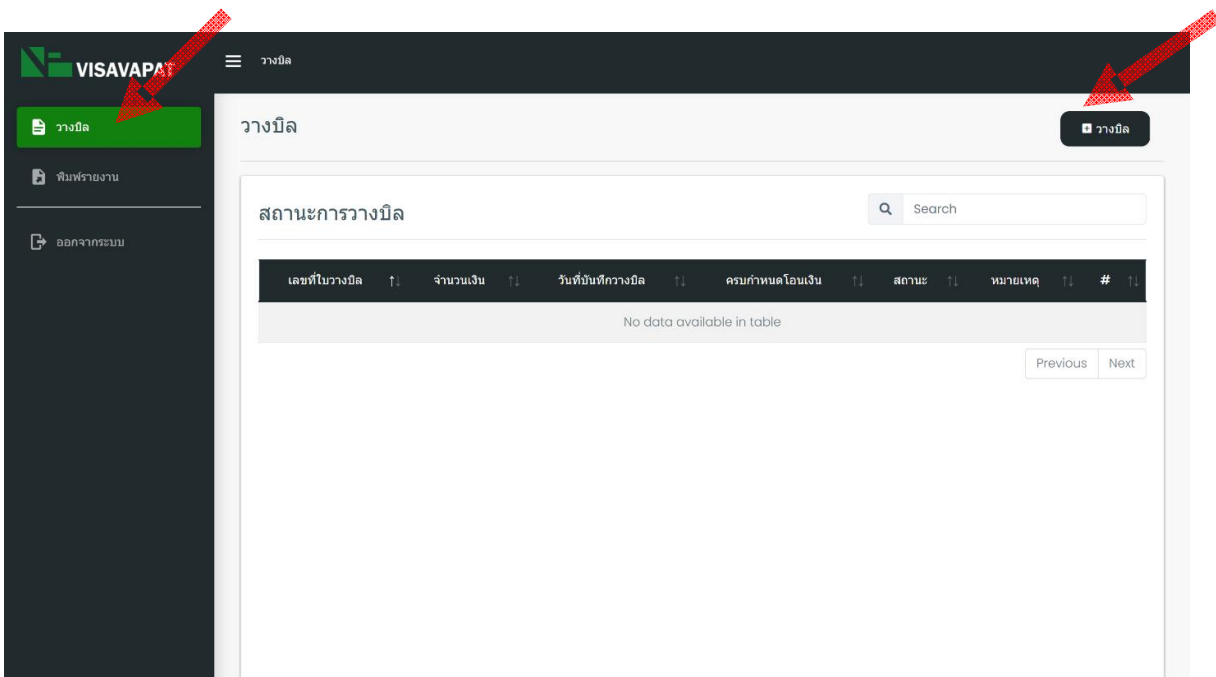 VISAVAPAT
วางบิล
วางบิล
พิมพ์รายงาน
ออกจากระบบ
วางบิล
วางบิล
สถานะการวางบิล
Search
เลขที่ใบวางบิล จำนวนเงิน วันที่บันทึกวางบิล ครบกำหนดโอนเงิน สถานะ หมายเหตุ #
No data available in table
Previous Next